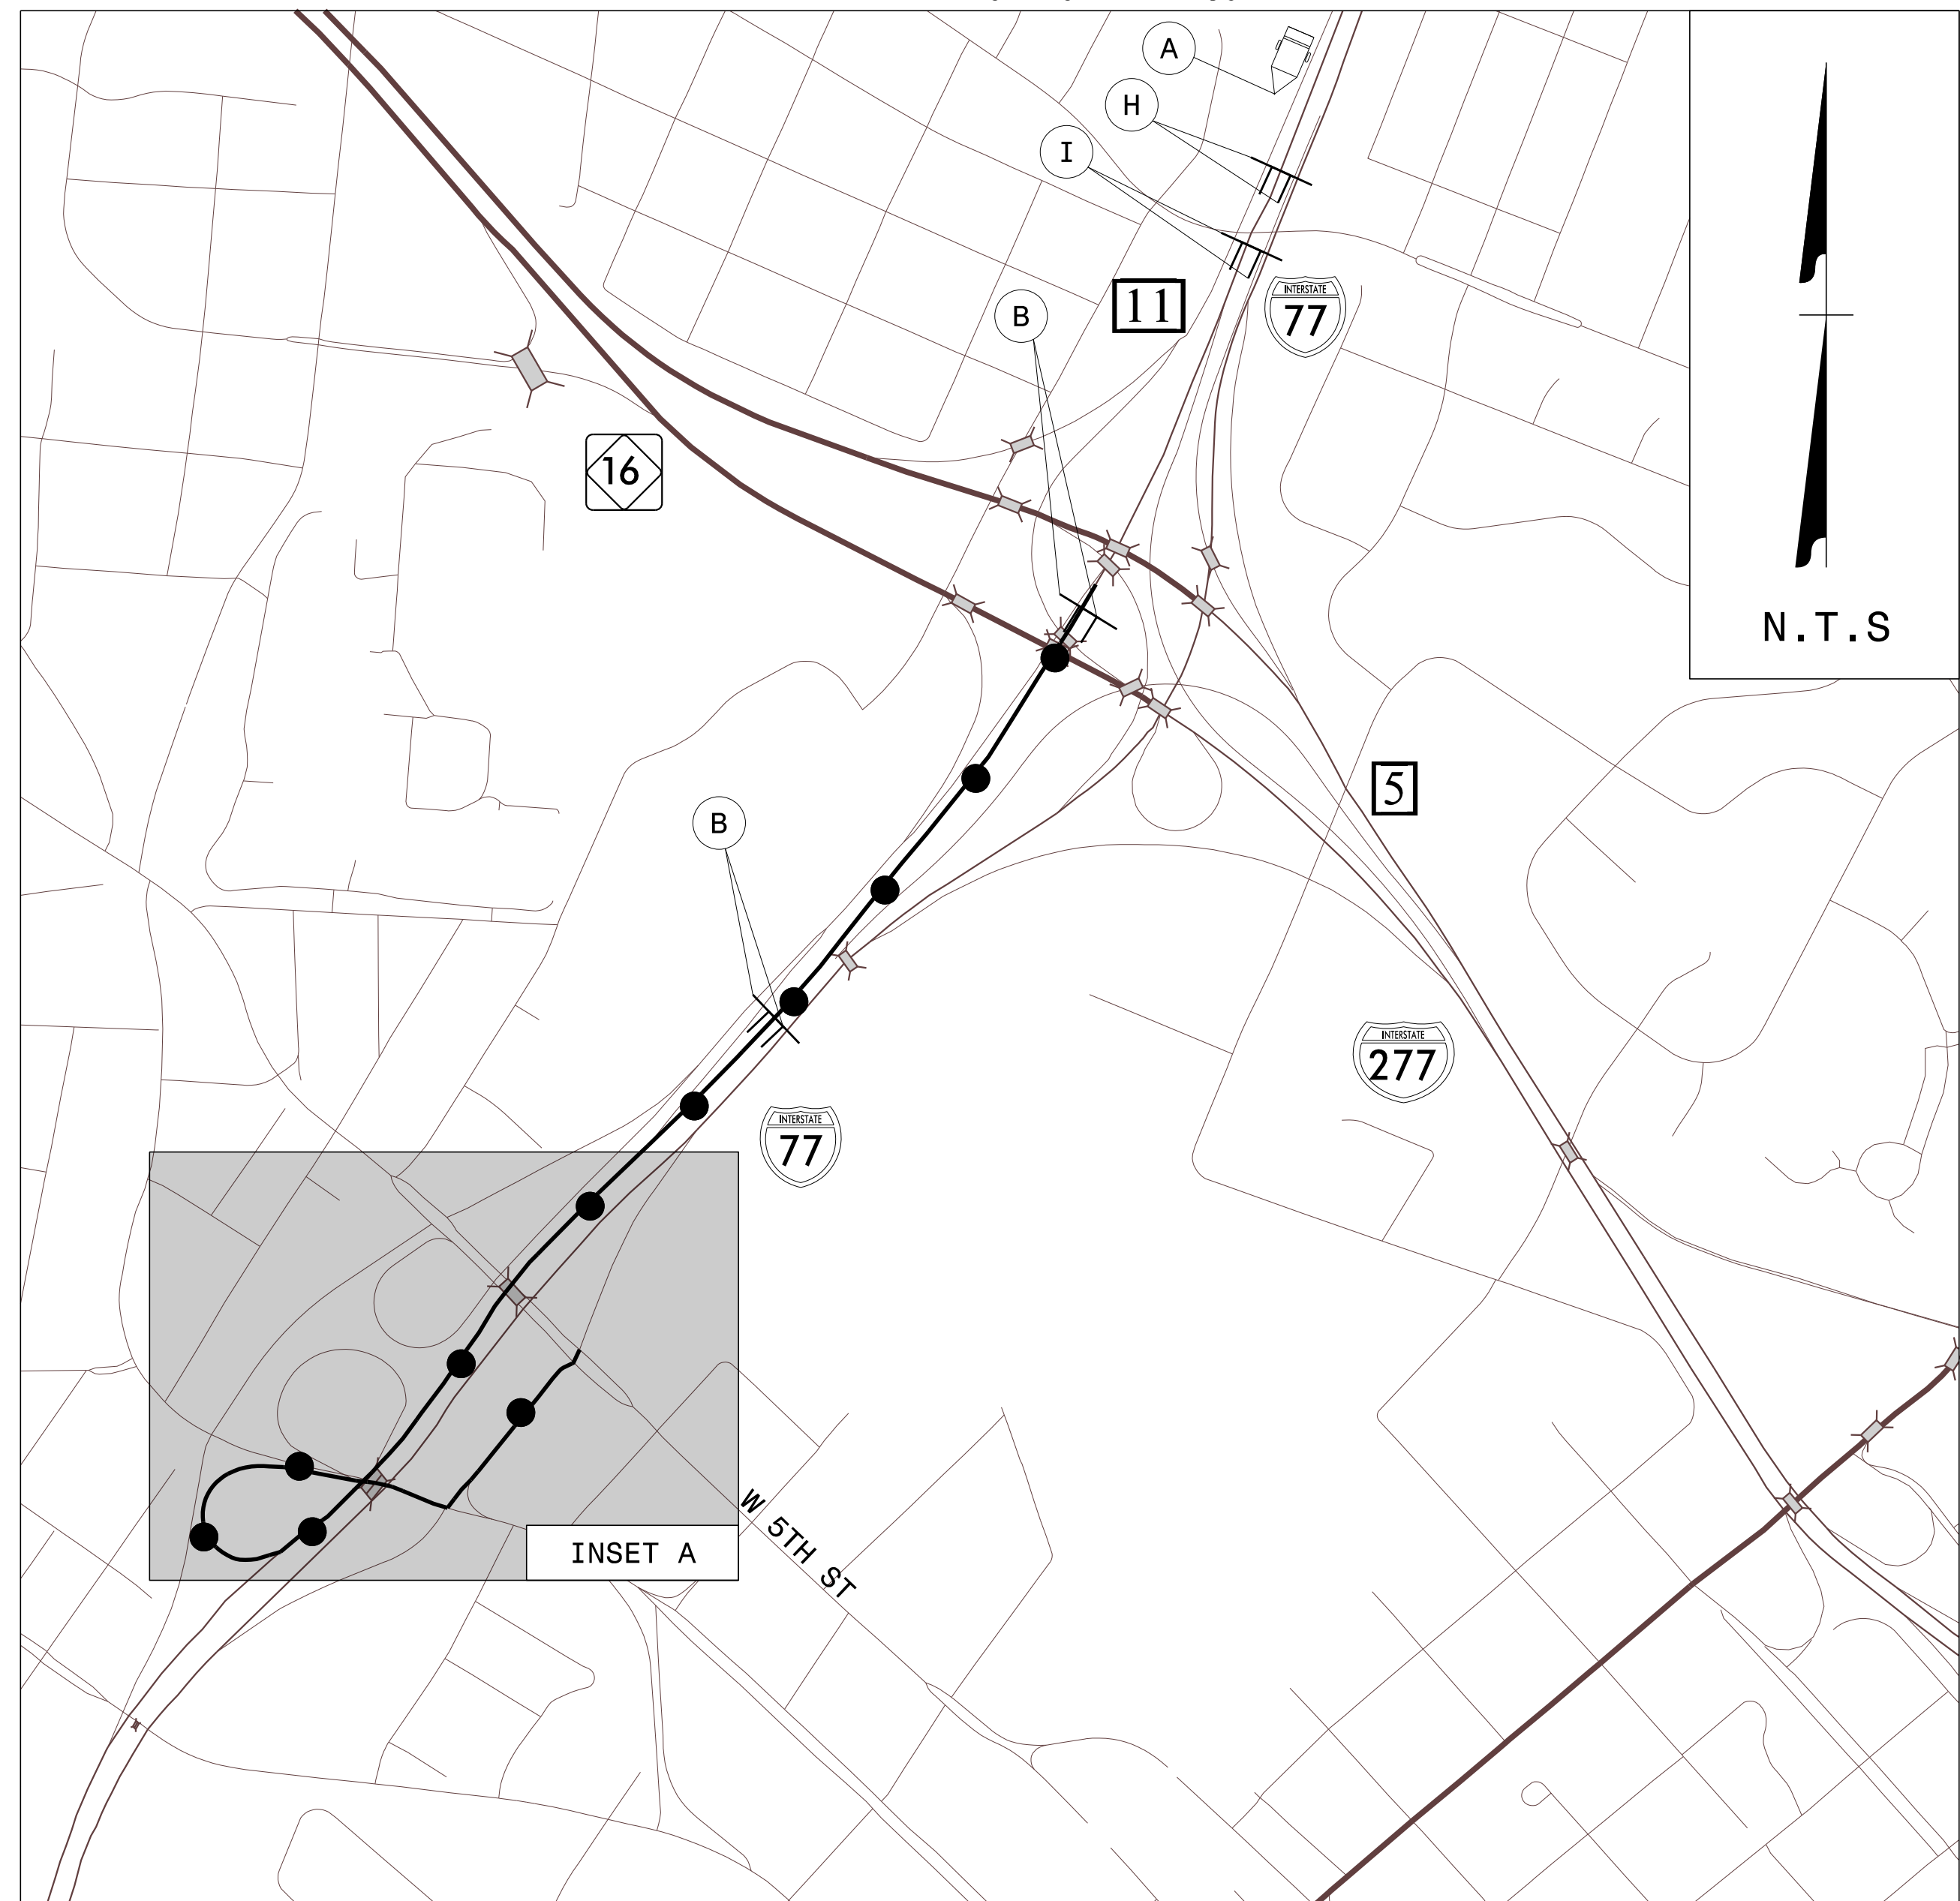 A
H
I
B
11
INTERSTATE
77
16
N.T.S
5
B
INTERSTATE
277
INTERSTATE
77
W 5TH ST
INSET A